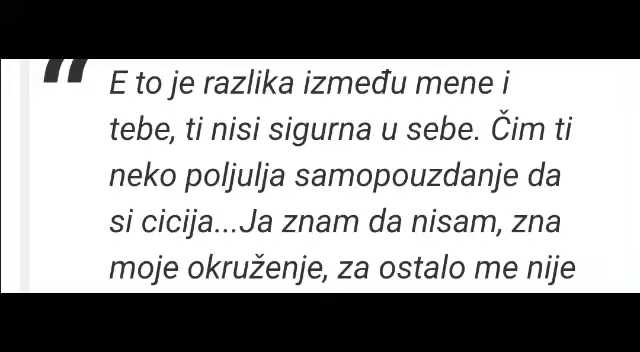 "
E to je razlika između mene i
tebe, ti nisi sigurna u sebe. Čim ti
neko poljulja samopouzdanje da
si cicija...Ja znam da nisam, zna
moje okruženje, za ostalo me nije